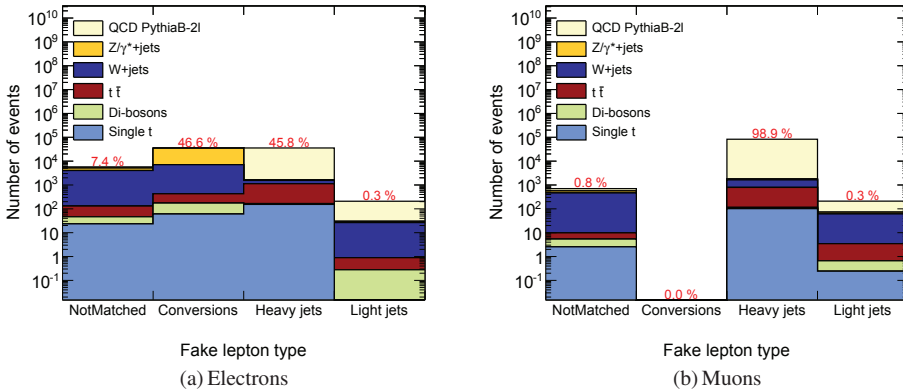 Number of events
10^10
10^9
10^8
10^7
10^6
10^5
10^4
10^3
10^2
10
1
10^-1
QCD PythiaB-2l
Z/γ*+jets
W+jets
t t̄
Di-bosons
Single t
7.4 %
46.6 %
45.8 %
0.3 %
NotMatched Conversions Heavy jets Light jets
Fake lepton type
(a) Electrons
Number of events
10^10
10^9
10^8
10^7
10^6
10^5
10^4
10^3
10^2
10
1
10^-1
QCD PythiaB-2l
Z/γ*+jets
W+jets
t t̄
Di-bosons
Single t
0.8 %
0.0 %
98.9 %
0.3 %
NotMatched Conversions Heavy jets Light jets
Fake lepton type
(b) Muons